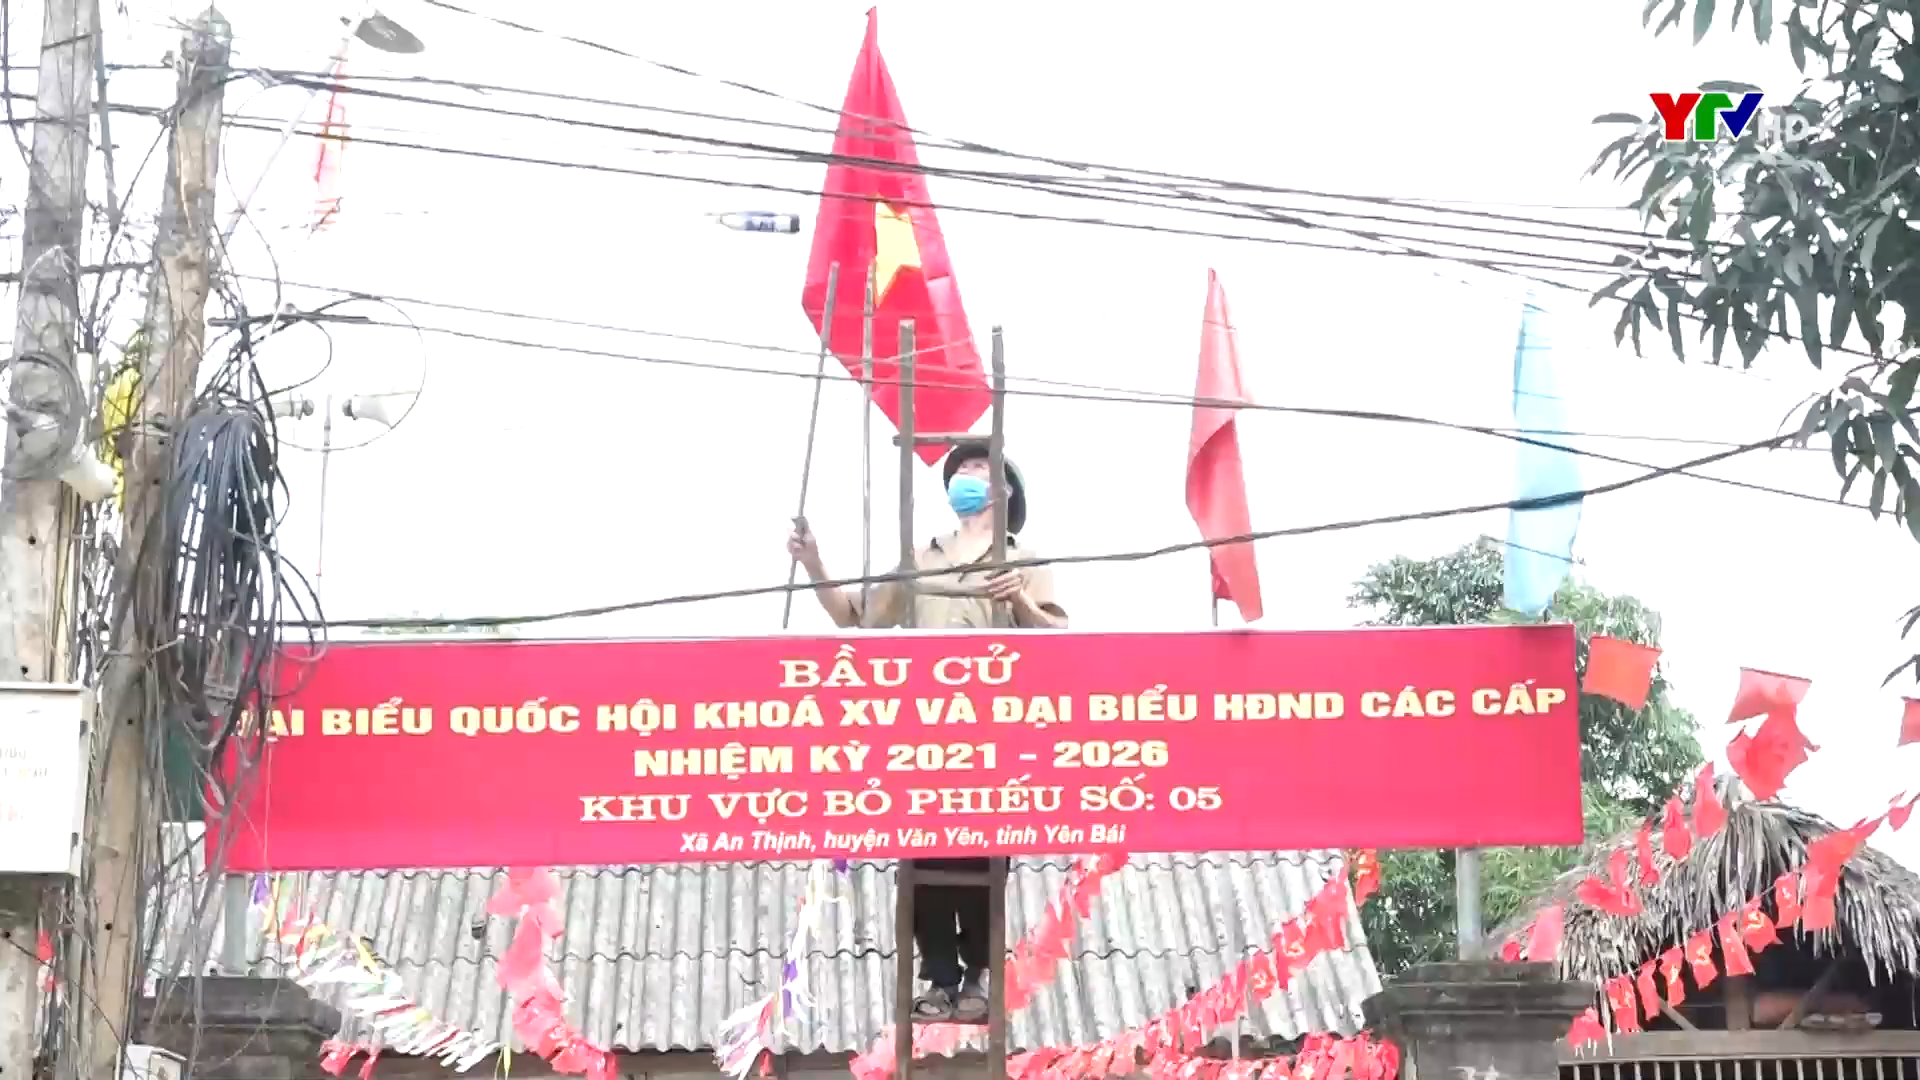 YTV HD
BẦU CỬ
ĐẠI BIỂU QUỐC HỘI KHOÁ XV VÀ ĐẠI BIỂU HĐND CÁC CẤP
NHIỆM KỲ 2021 - 2026
KHU VỰC BỎ PHIẾU SỐ: 05
Xã An Thịnh, huyện Văn Yên, tỉnh Yên Bái